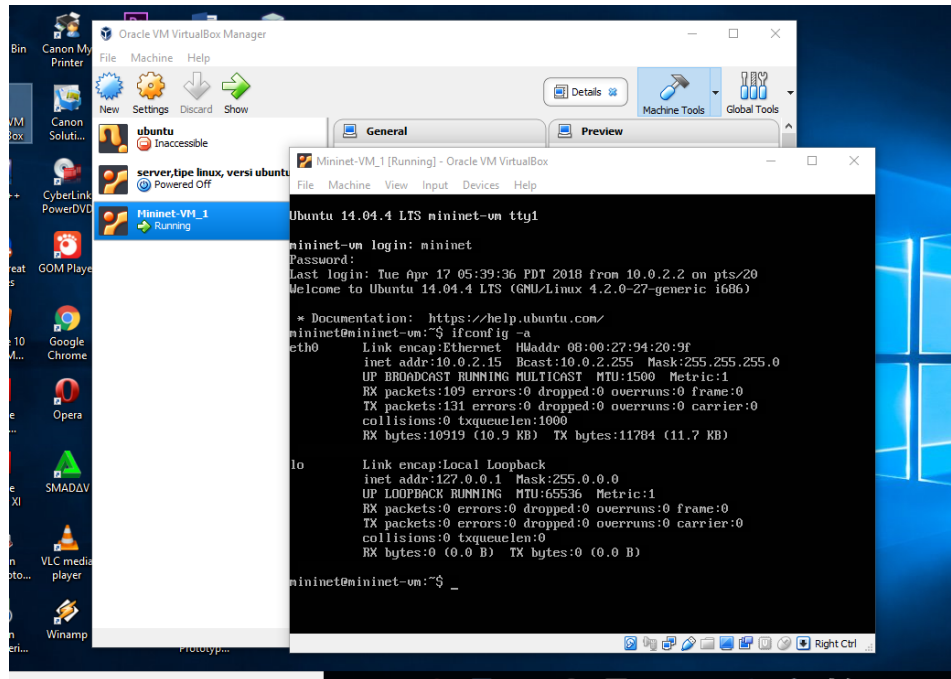 Bin
Canon My
Printer
VM
Box
Canon
Soluti...
++
CyberLink
PowerDVD
reat
es
GOM Playe
e 10
M...
Google
Chrome
e
...
Opera
e
XI
SMADΔV
n
oto...
VLC media
player
n
eri...
Winamp
Prototyp...
Oracle VM VirtualBox Manager
File Machine Help
New Settings Discard Show
Details
Machine Tools
Global Tools
ubuntu
Inaccessible
server,tipe linux, versi ubuntu
Powered Off
Mininet-VM_1
Running
General
Preview
Mininet-VM_1 [Running] - Oracle VM VirtualBox
File Machine View Input Devices Help
Ubuntu 14.04.4 LTS mininet-vm tty1
mininet-vm login: mininet
Password:
Last login: Tue Apr 17 05:39:36 PDT 2018 from 10.0.2.2 on pts/20
Welcome to Ubuntu 14.04.4 LTS (GNU/Linux 4.2.0-27-generic i686)
* Documentation: https://help.ubuntu.com/
mininet@mininet-vm:~$ ifconfig -a
eth0 Link encap:Ethernet HWaddr 08:00:27:94:20:9f
inet addr:10.0.2.15 Bcast:10.0.2.255 Mask:255.255.255.0
UP BROADCAST RUNNING MULTICAST MTU:1500 Metric:1
RX packets:109 errors:0 dropped:0 overruns:0 frame:0
TX packets:131 errors:0 dropped:0 overruns:0 carrier:0
collisions:0 txqueuelen:1000
RX bytes:10919 (10.9 KB) TX bytes:11784 (11.7 KB)
lo Link encap:Local Loopback
inet addr:127.0.0.1 Mask:255.0.0.0
UP LOOPBACK RUNNING MTU:65536 Metric:1
RX packets:0 errors:0 dropped:0 overruns:0 frame:0
TX packets:0 errors:0 dropped:0 overruns:0 carrier:0
collisions:0 txqueuelen:0
RX bytes:0 (0.0 B) TX bytes:0 (0.0 B)
mininet@mininet-vm:~$ _
Right Ctrl